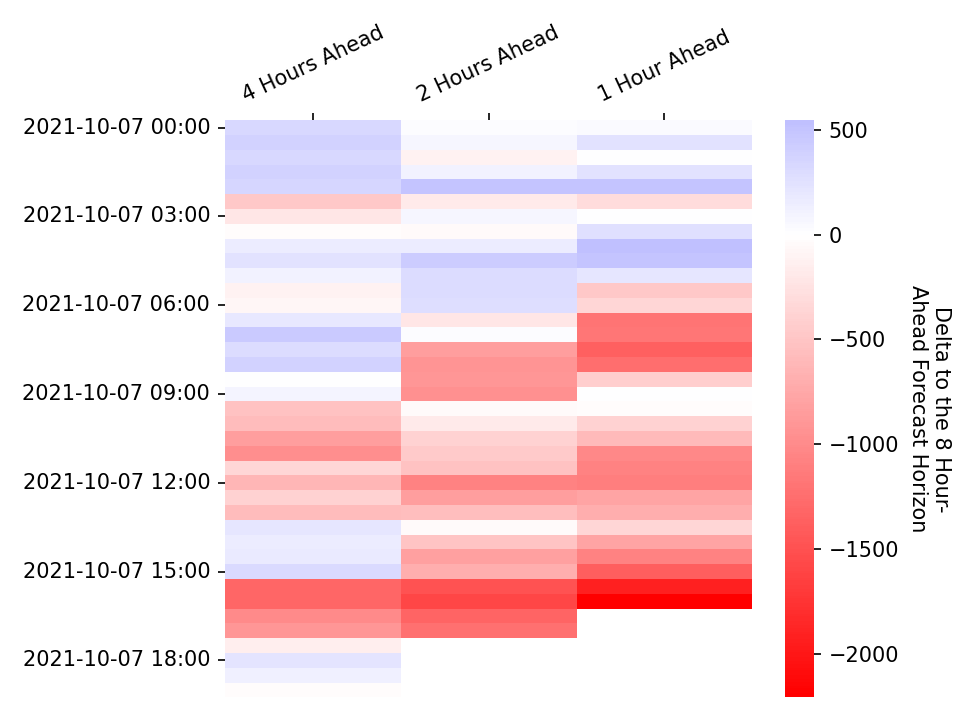 4 Hours Ahead
2 Hours Ahead
1 Hour Ahead
2021-10-07 00:00
2021-10-07 03:00
2021-10-07 06:00
2021-10-07 09:00
2021-10-07 12:00
2021-10-07 15:00
2021-10-07 18:00
500
0
−500
−1000
−1500
−2000
Delta to the 8 Hour-
Ahead Forecast Horizon